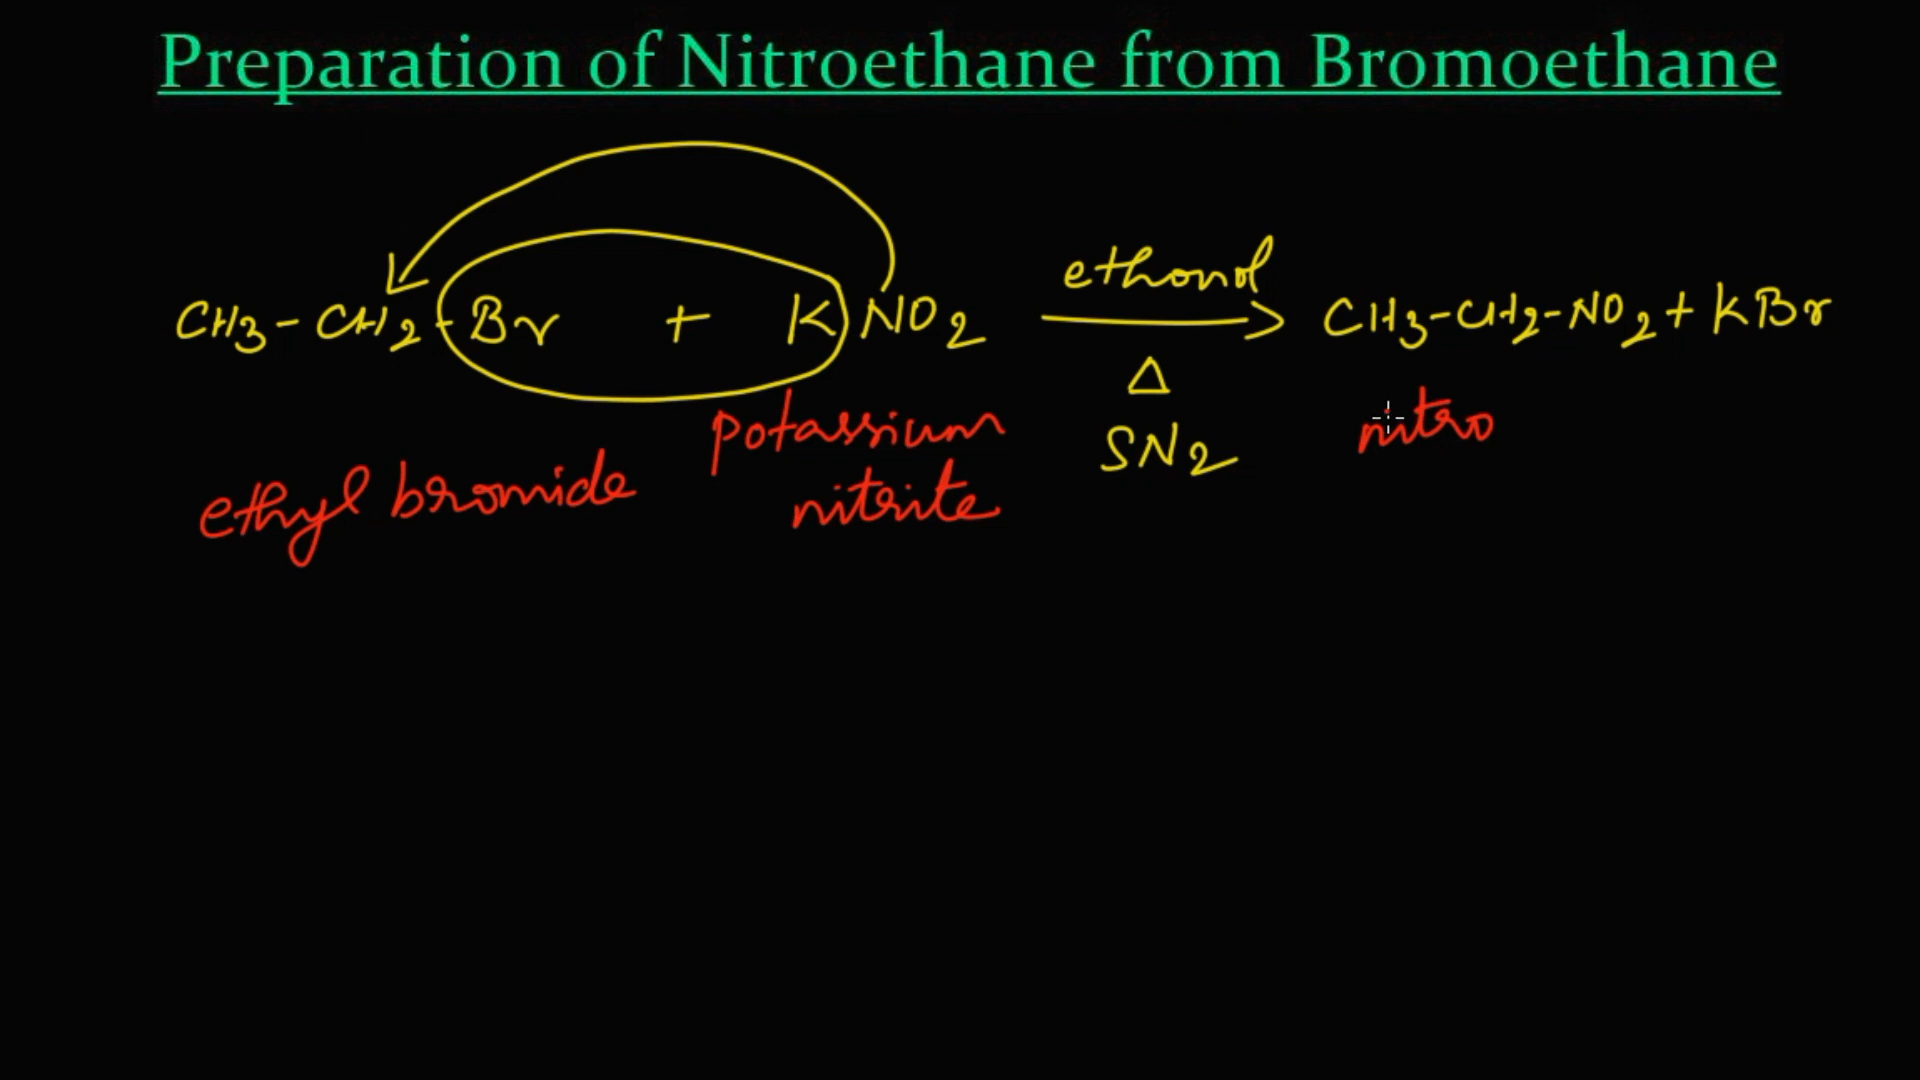 Preparation of Nitroethane from Bromoethane
CH3-CH2-Br + KNO2 ethanol → CH3-CH2-NO2 + KBr
Δ
SN2
ethyl bromide
potassium
nitrite
nitro